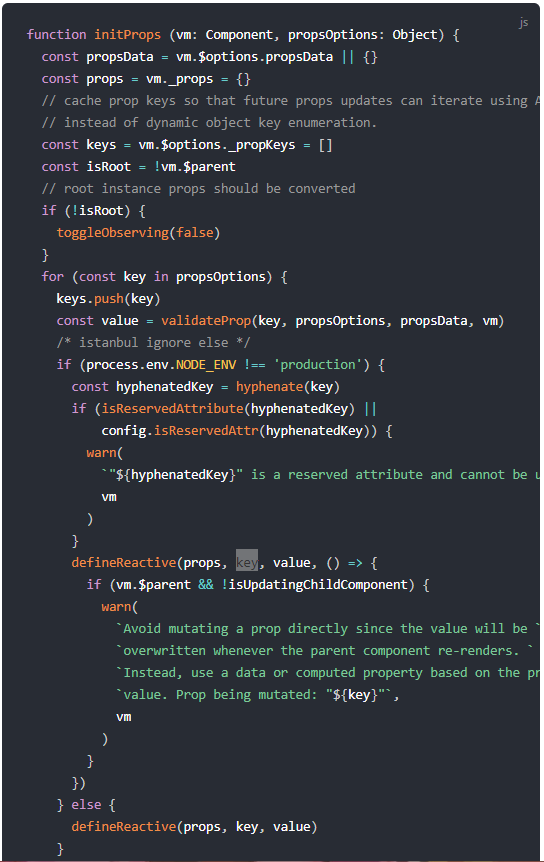 js
function initProps (vm: Component, propsOptions: Object) {
  const propsData = vm.$options.propsData || {}
  const props = vm._props = {}
  // cache prop keys so that future props updates can iterate using A
  // instead of dynamic object key enumeration.
  const keys = vm.$options._propKeys = []
  const isRoot = !vm.$parent
  // root instance props should be converted
  if (!isRoot) {
    toggleObserving(false)
  }
  for (const key in propsOptions) {
    keys.push(key)
    const value = validateProp(key, propsOptions, propsData, vm)
    /* istanbul ignore else */
    if (process.env.NODE_ENV !== 'production') {
      const hyphenatedKey = hyphenate(key)
      if (isReservedAttribute(hyphenatedKey) ||
          config.isReservedAttr(hyphenatedKey)) {
        warn(
          `"${hyphenatedKey}" is a reserved attribute and cannot be u
          vm
        )
      }
      defineReactive(props, key, value, () => {
        if (vm.$parent && !isUpdatingChildComponent) {
          warn(
            `Avoid mutating a prop directly since the value will be `
            `overwritten whenever the parent component re-renders. `
            `Instead, use a data or computed property based on the pr
            `value. Prop being mutated: "${key}"`,
            vm
          )
        }
      })
    } else {
      defineReactive(props, key, value)
    }